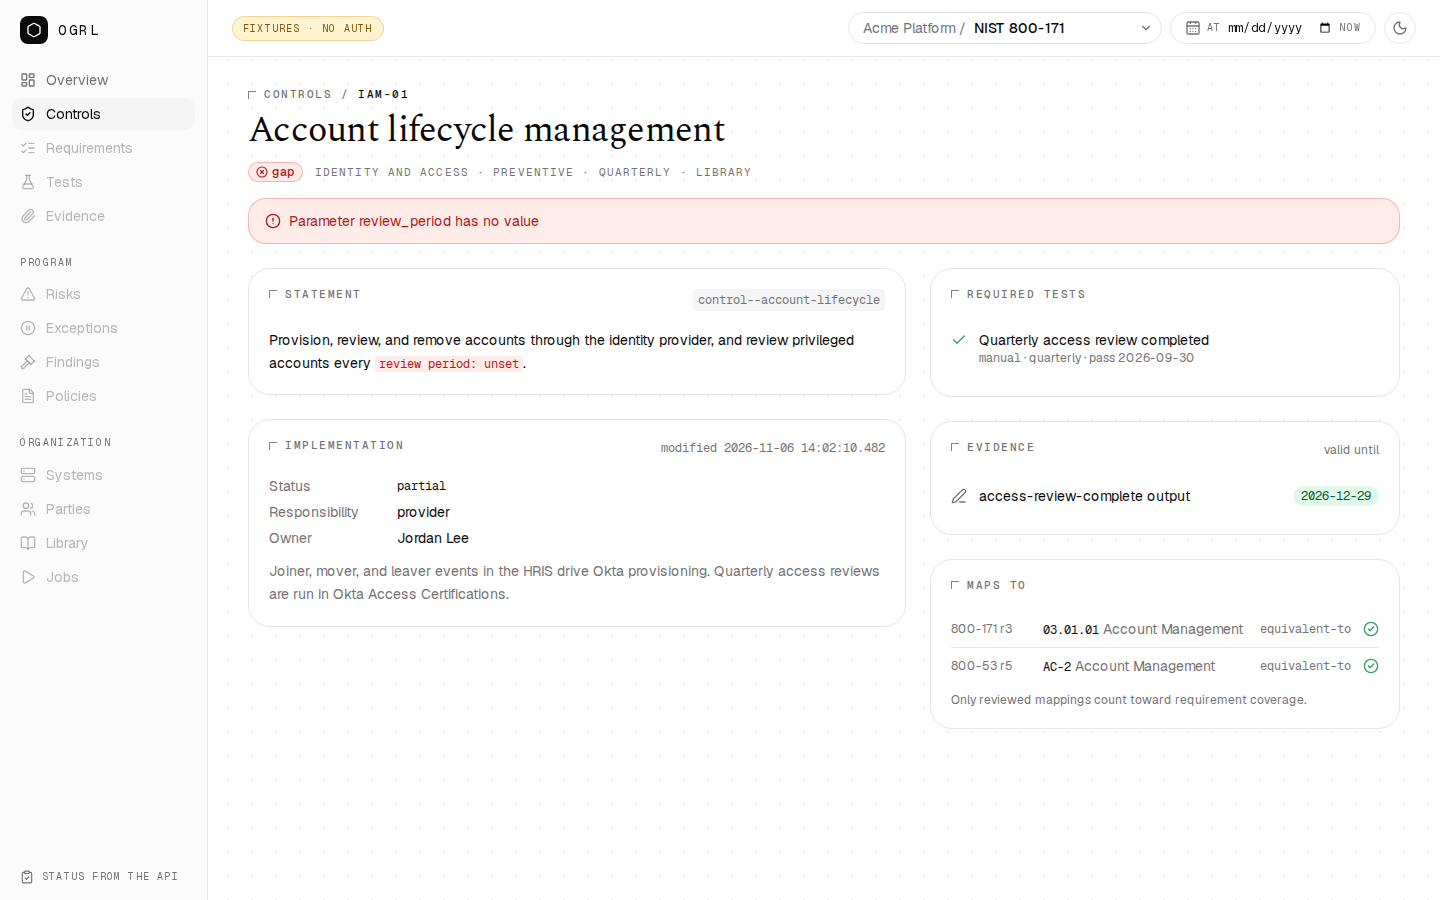 OGRL
FIXTURES · NO AUTH
Acme Platform / NIST 800-171
AT mm/dd/yyyy NOW
Overview
Controls
Requirements
Tests
Evidence
PROGRAM
Risks
Exceptions
Findings
Policies
ORGANIZATION
Systems
Parties
Library
Jobs
STATUS FROM THE API
CONTROLS / IAM-01
Account lifecycle management
gap IDENTITY AND ACCESS · PREVENTIVE · QUARTERLY · LIBRARY
Parameter review_period has no value
STATEMENT
control--account-lifecycle
Provision, review, and remove accounts through the identity provider, and review privileged
accounts every review period: unset.
IMPLEMENTATION
modified 2026-11-06 14:02:10.482
Status partial
Responsibility provider
Owner Jordan Lee
Joiner, mover, and leaver events in the HRIS drive Okta provisioning. Quarterly access reviews
are run in Okta Access Certifications.
REQUIRED TESTS
Quarterly access review completed
manual · quarterly · pass 2026-09-30
EVIDENCE
valid until
access-review-complete output 2026-12-29
MAPS TO
800-171 r3 03.01.01 Account Management equivalent-to
800-53 r5 AC-2 Account Management equivalent-to
Only reviewed mappings count toward requirement coverage.